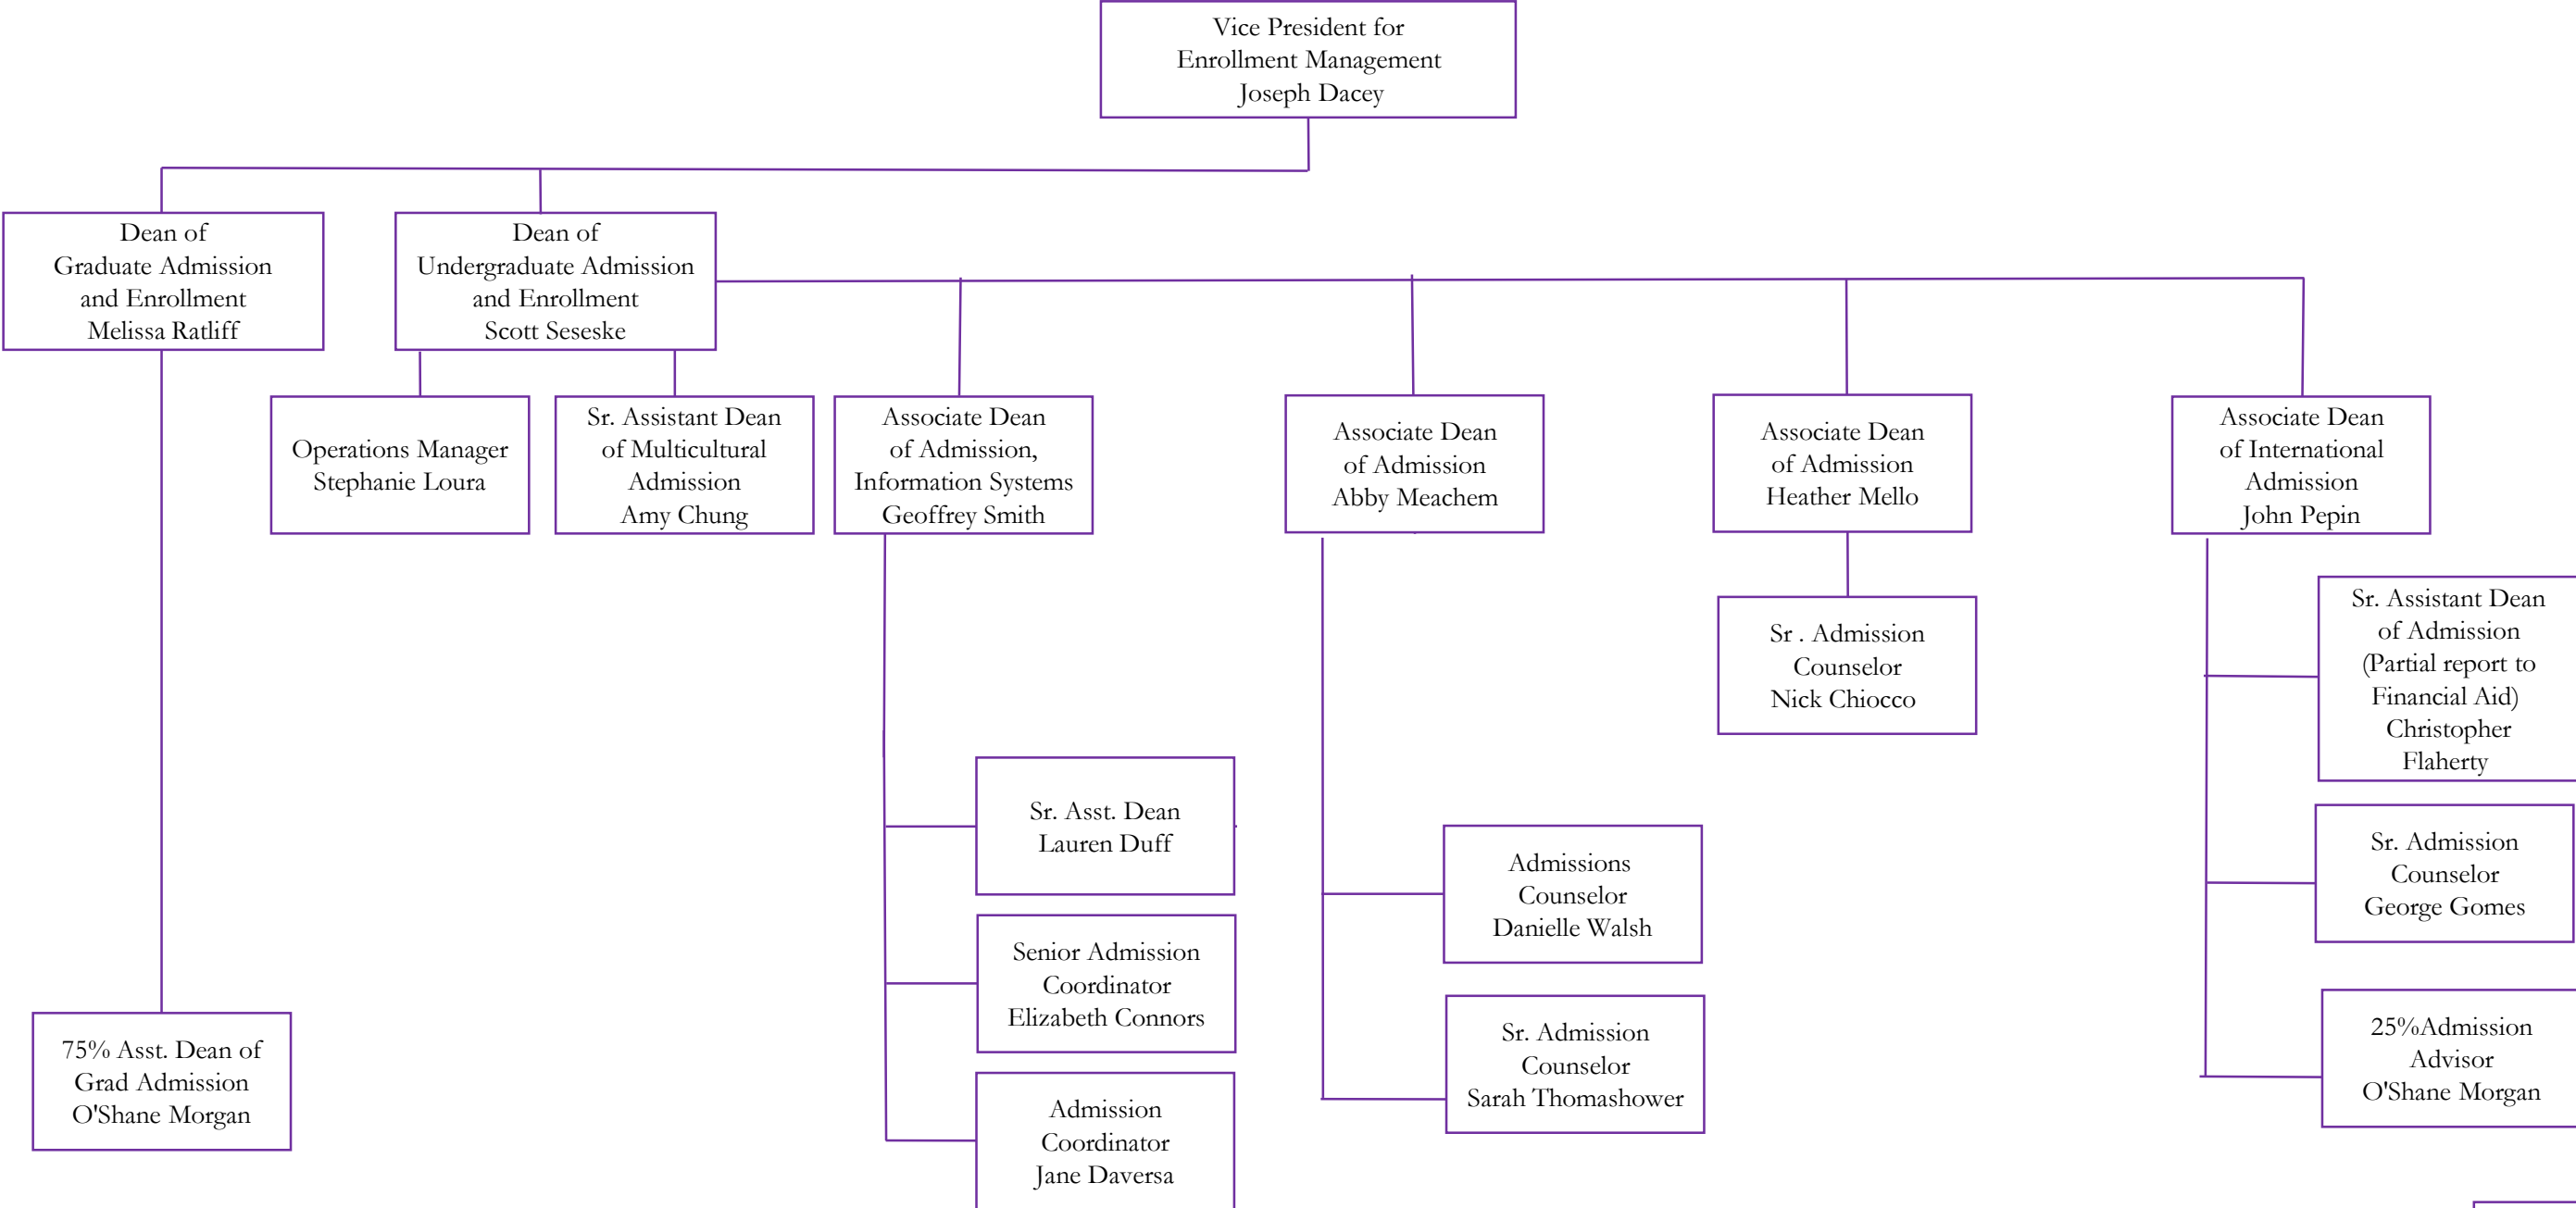 Vice President for
Enrollment Management
Joseph Dacey
Dean of
Graduate Admission
and Enrollment
Melissa Ratliff
Dean of
Undergraduate Admission
and Enrollment
Scott Seseske
Operations Manager
Stephanie Loura
Sr. Assistant Dean
of Multicultural
Admission
Amy Chung
Associate Dean
of Admission,
Information Systems
Geoffrey Smith
Associate Dean
of Admission
Abby Meachem
Associate Dean
of Admission
Heather Mello
Associate Dean
of International
Admission
John Pepin
Sr . Admission
Counselor
Nick Chiocco
Sr. Assistant Dean
of Admission
(Partial report to
Financial Aid)
Christopher
Flaherty
Sr. Asst. Dean
Lauren Duff
Admissions
Counselor
Danielle Walsh
Sr. Admission
Counselor
George Gomes
Senior Admission
Coordinator
Elizabeth Connors
Sr. Admission
Counselor
Sarah Thomashower
25%Admission
Advisor
O'Shane Morgan
75% Asst. Dean of
Grad Admission
O'Shane Morgan
Admission
Coordinator
Jane Daversa